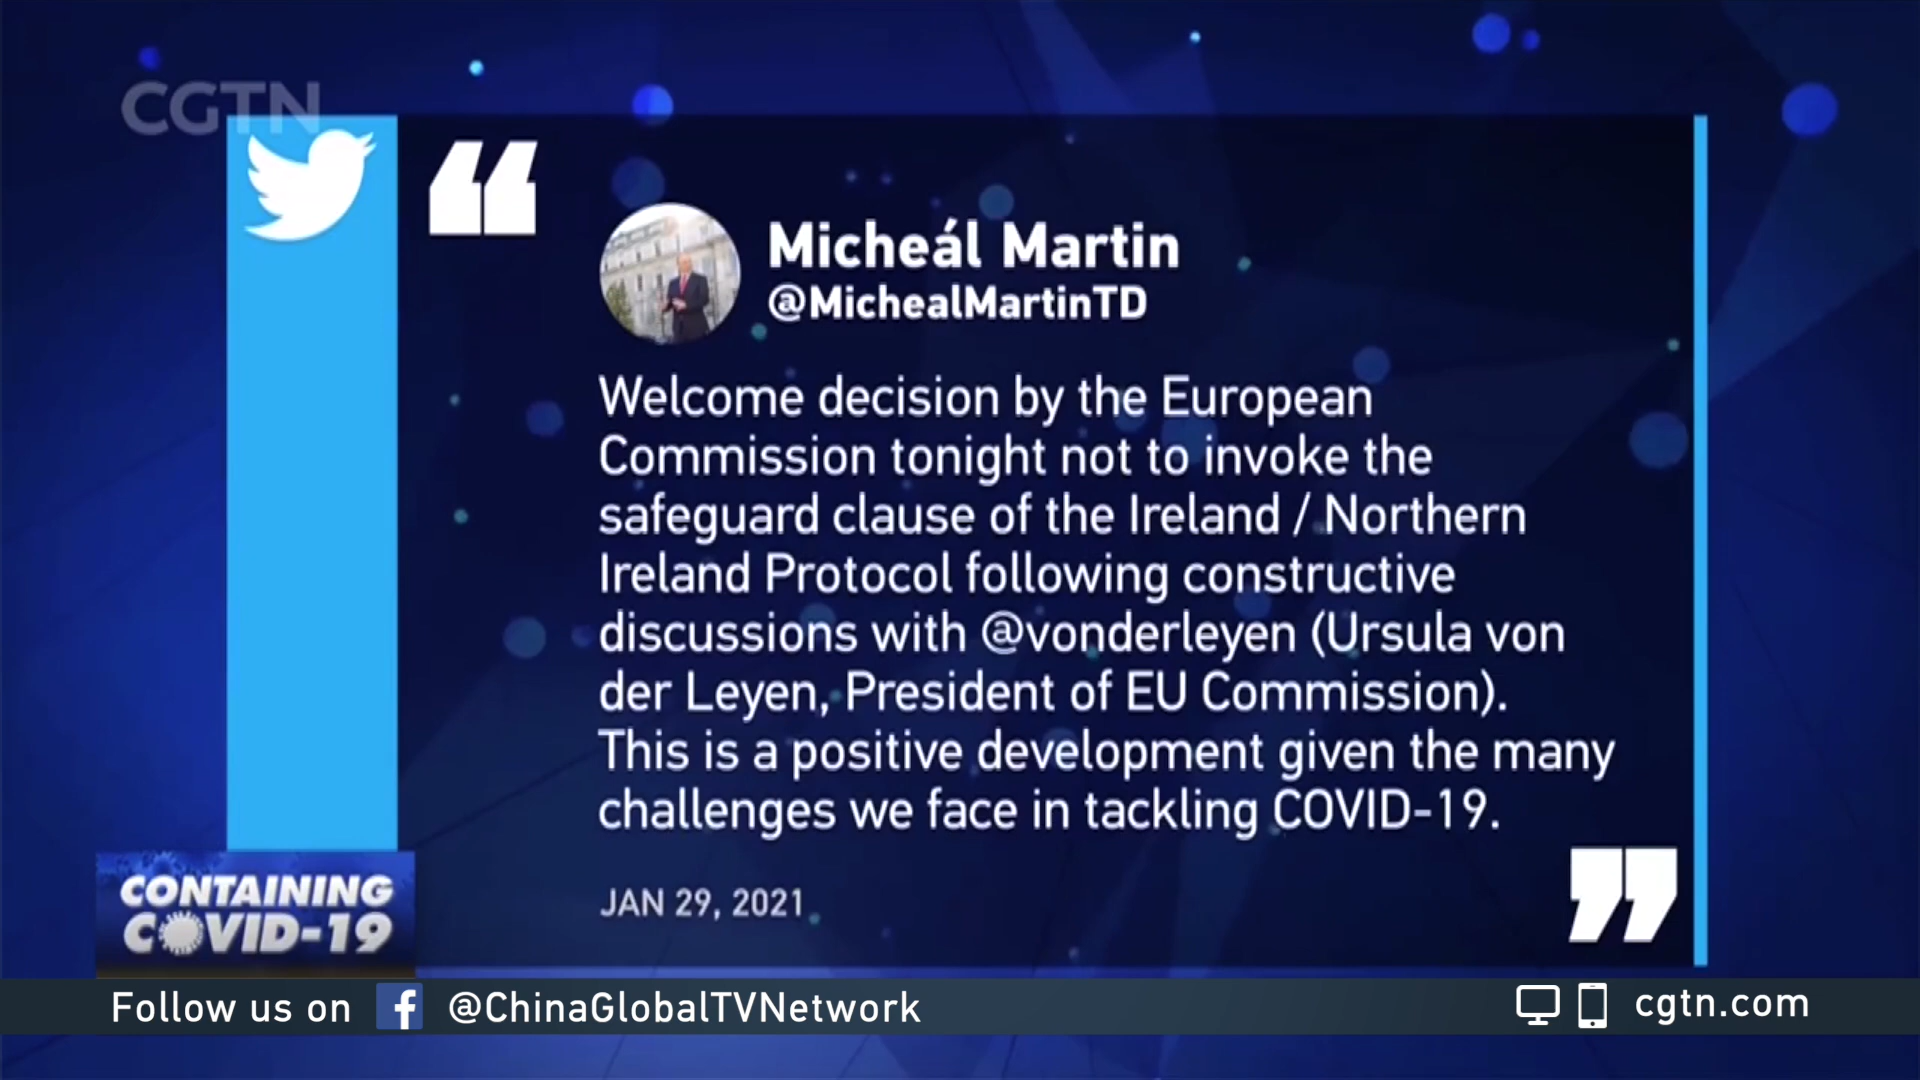 CGTN
Micheál Martin
@MichealMartinTD
Welcome decision by the European
Commission tonight not to invoke the
safeguard clause of the Ireland / Northern
Ireland Protocol following constructive
discussions with @vonderleyen (Ursula von
der Leyen, President of EU Commission).
This is a positive development given the many
challenges we face in tackling COVID-19.
JAN 29, 2021
CONTAINING
COVID-19
Follow us on f @ChinaGlobalTVNetwork
cgtn.com